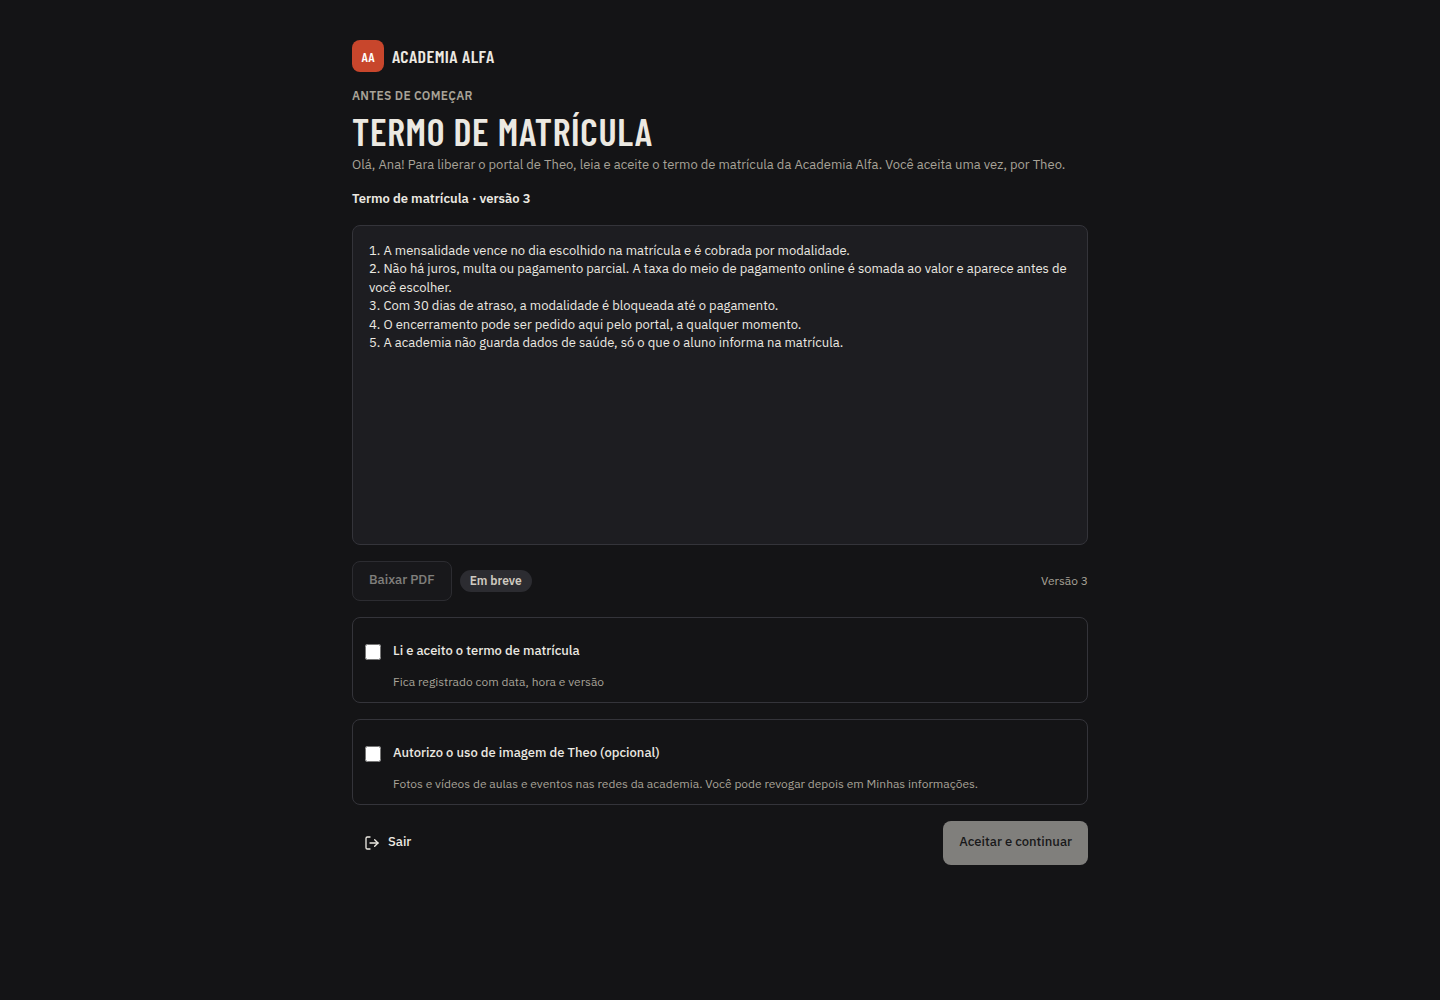 AA ACADEMIA ALFA
ANTES DE COMEÇAR
TERMO DE MATRÍCULA
Olá, Ana! Para liberar o portal de Theo, leia e aceite o termo de matrícula da Academia Alfa. Você aceita uma vez, por Theo.
Termo de matrícula · versão 3
1. A mensalidade vence no dia escolhido na matrícula e é cobrada por modalidade.
2. Não há juros, multa ou pagamento parcial. A taxa do meio de pagamento online é somada ao valor e aparece antes de
você escolher.
3. Com 30 dias de atraso, a modalidade é bloqueada até o pagamento.
4. O encerramento pode ser pedido aqui pelo portal, a qualquer momento.
5. A academia não guarda dados de saúde, só o que o aluno informa na matrícula.
Baixar PDF Em breve Versão 3
Li e aceito o termo de matrícula
Fica registrado com data, hora e versão
Autorizo o uso de imagem de Theo (opcional)
Fotos e vídeos de aulas e eventos nas redes da academia. Você pode revogar depois em Minhas informações.
Sair Aceitar e continuar